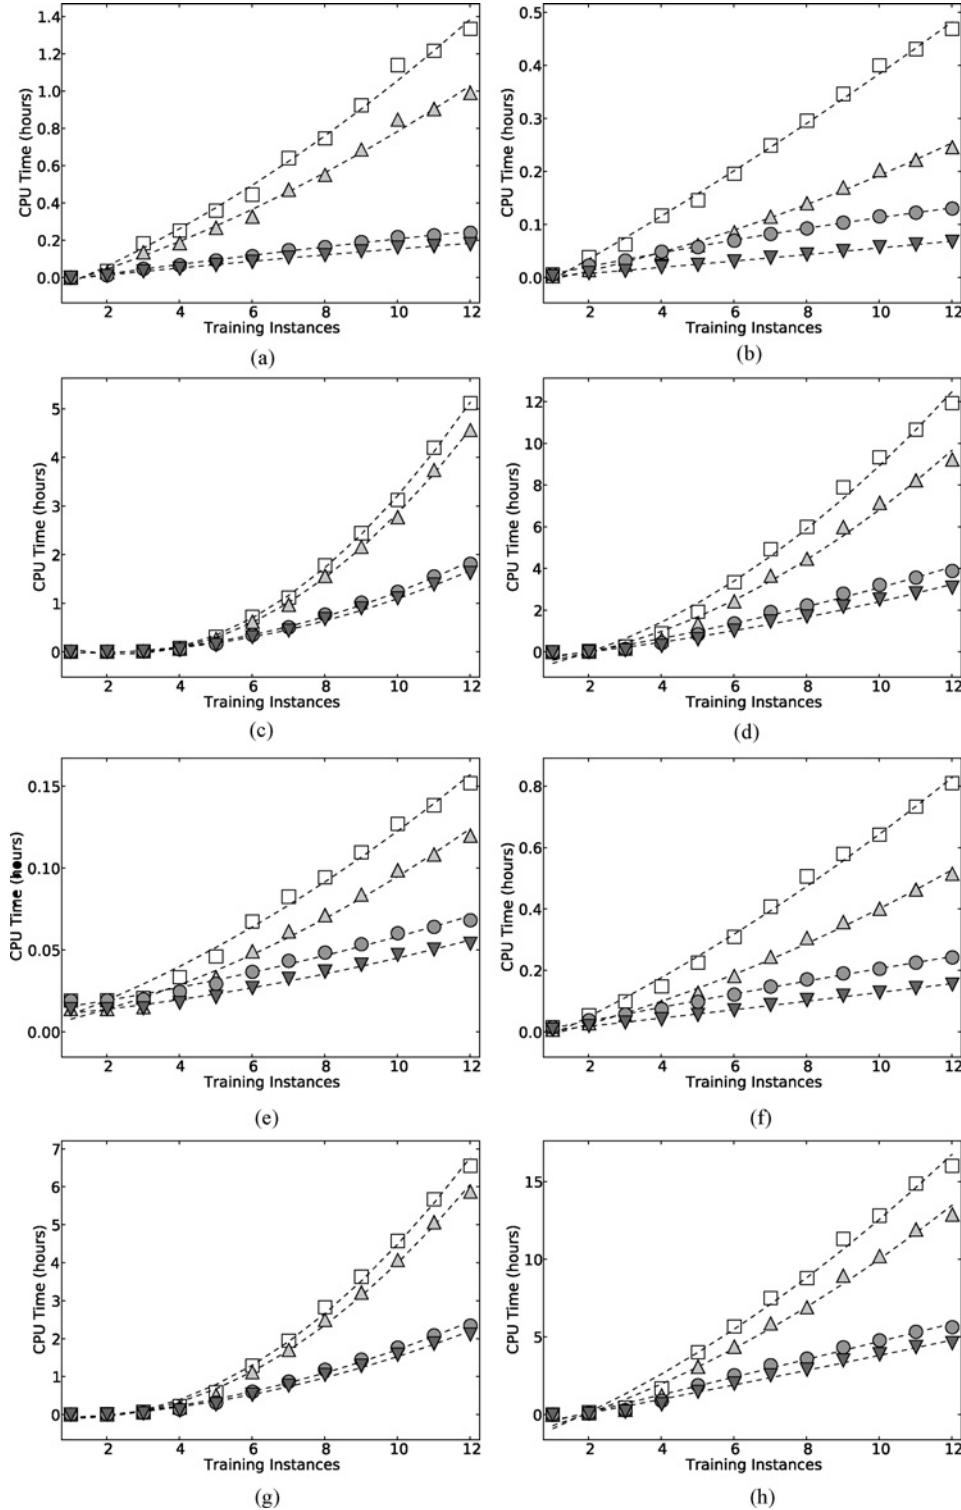 1.4
1.2
1.0
0.8
0.6
0.4
0.2
0.0
CPU Time (hours)
2 4 6 8 10 12
Training Instances
(a)
0.5
0.4
0.3
0.2
0.1
0.0
CPU Time (hours)
2 4 6 8 10 12
Training Instances
(b)
5
4
3
2
1
0
CPU Time (hours)
2 4 6 8 10 12
Training Instances
(c)
12
10
8
6
4
2
0
CPU Time (hours)
2 4 6 8 10 12
Training Instances
(d)
0.15
0.10
0.05
0.00
CPU Time (hours)
2 4 6 8 10 12
Training Instances
(e)
0.8
0.6
0.4
0.2
0.0
CPU Time (hours)
2 4 6 8 10 12
Training Instances
(f)
7
6
5
4
3
2
1
0
CPU Time (hours)
2 4 6 8 10 12
Training Instances
(g)
15
10
5
0
CPU Time (hours)
2 4 6 8 10 12
Training Instances
(h)